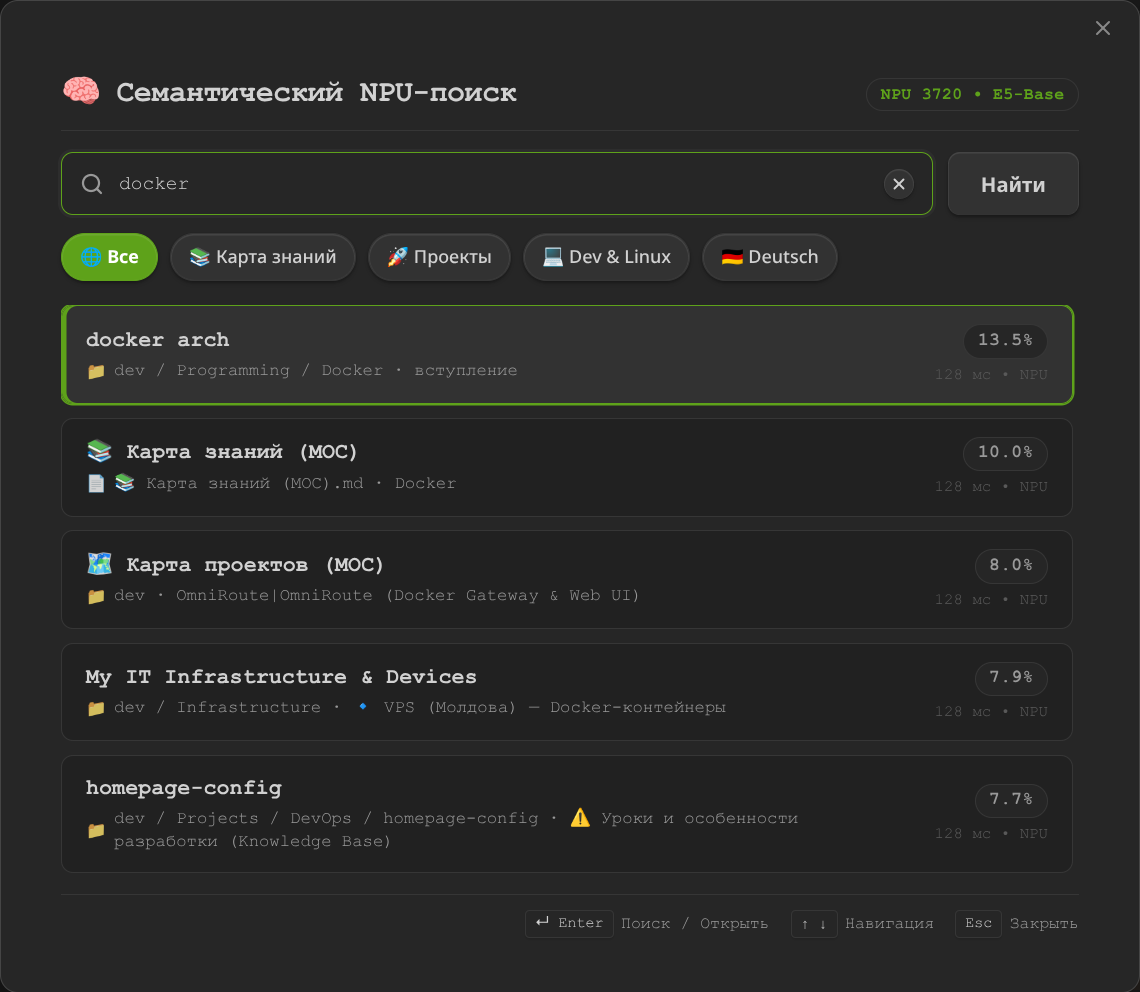 🧠 Семантический NPU-поиск
NPU 3720 • E5-Base
docker
Найти
🌐 Все
📚 Карта знаний
🚀 Проекты
💻 Dev & Linux
🇩🇪 Deutsch
docker arch
13.5%
📁 dev / Programming / Docker · вступление
128 мс • NPU
📚 Карта знаний (MOC)
10.0%
📄 📚 Карта знаний (MOC).md · Docker
128 мс • NPU
🗺️ Карта проектов (MOC)
8.0%
📁 dev · OmniRoute|OmniRoute (Docker Gateway & Web UI)
128 мс • NPU
My IT Infrastructure & Devices
7.9%
📁 dev / Infrastructure · 🔹 VPS (Молдова) — Docker-контейнеры
128 мс • NPU
homepage-config
7.7%
📁 dev / Projects / DevOps / homepage-config · ⚠️ Уроки и особенности
разработки (Knowledge Base)
128 мс • NPU
↵ Enter Поиск / Открыть
↑ ↓ Навигация
Esc Закрыть